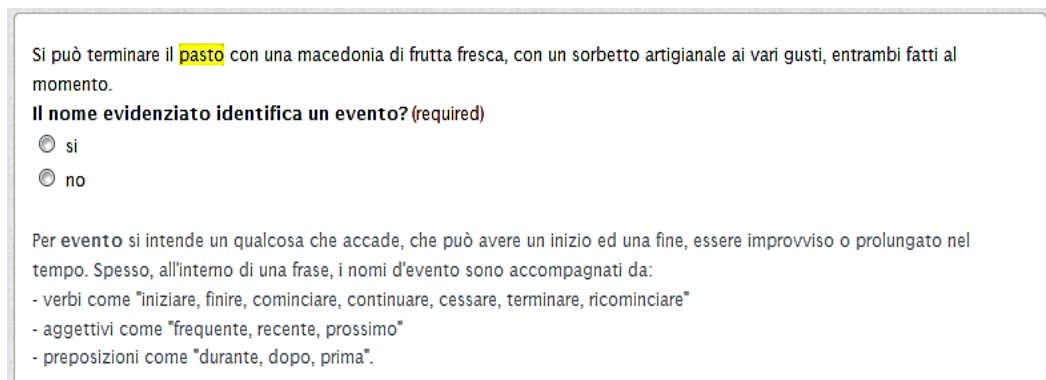 Si può terminare il pasto con una macedonia di frutta fresca, con un sorbetto artigianale ai vari gusti, entrambi fatti al
momento.
Il nome evidenziato identifica un evento? (required)
si
no
Per evento si intende un qualcosa che accade, che può avere un inizio ed una fine, essere improvviso o prolungato nel
tempo. Spesso, all'interno di una frase, i nomi d'evento sono accompagnati da:
- verbi come "iniziare, finire, cominciare, continuare, cessare, terminare, ricominciare"
- aggettivi come "frequente, recente, prossimo"
- preposizioni come "durante, dopo, prima".